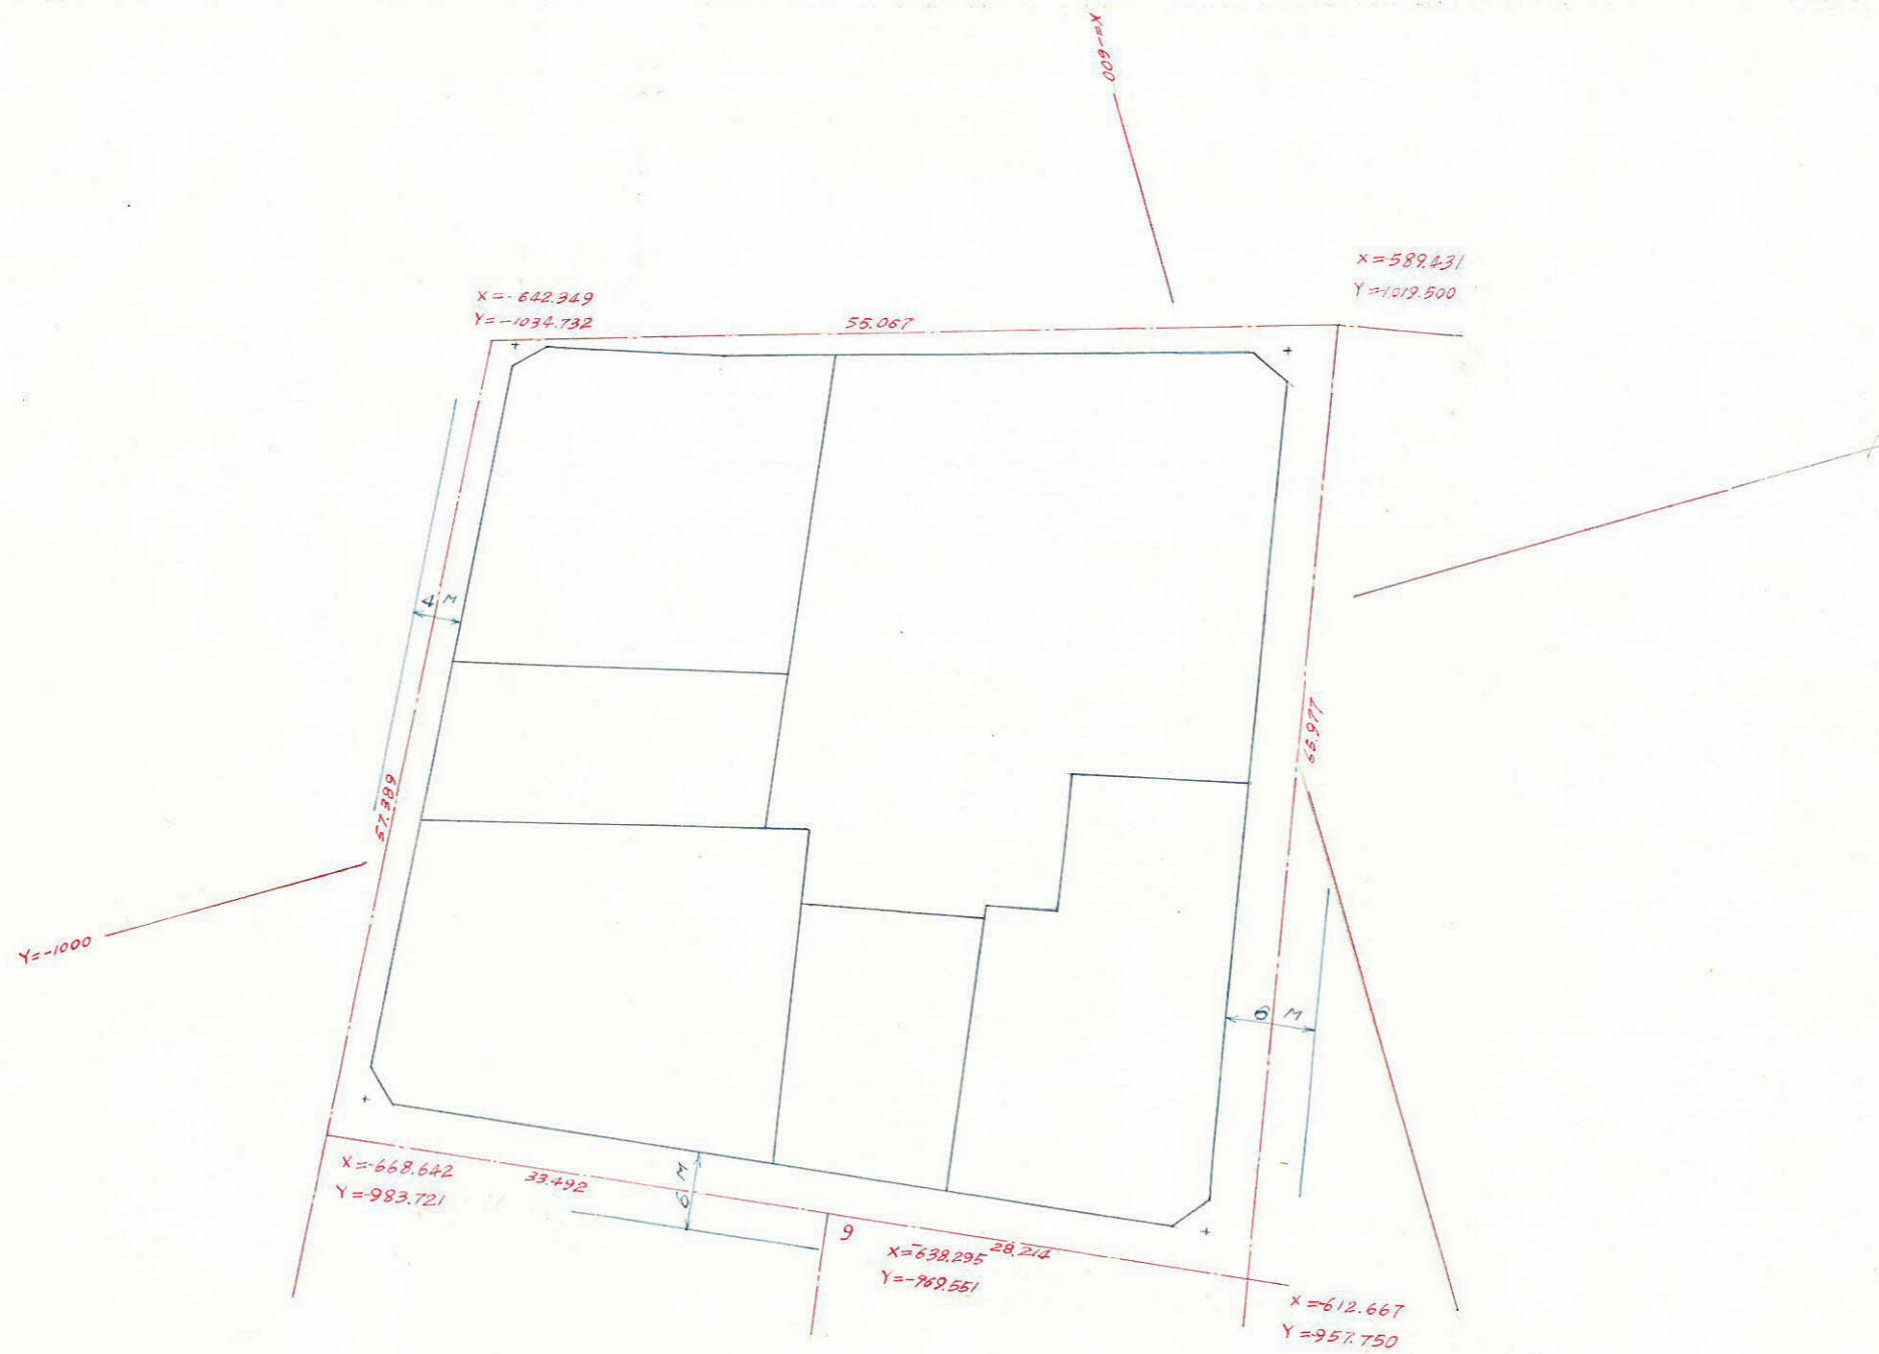 X=-600
X=-589.431
Y=-1019.500
X=-642.349
Y=-1034.732
55.067
4 M
65.977
57.389
Y=-1000
6 M
X=-668.642
Y=-983.721
33.492
6 M
9
X=-638.295
28.214
Y=-969.551
X=-612.667
Y=-957.750